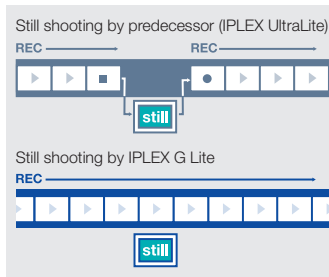 Still shooting by predecessor (IPLEX UltraLite)
REC REC
still
Still shooting by IPLEX G Lite
REC
still